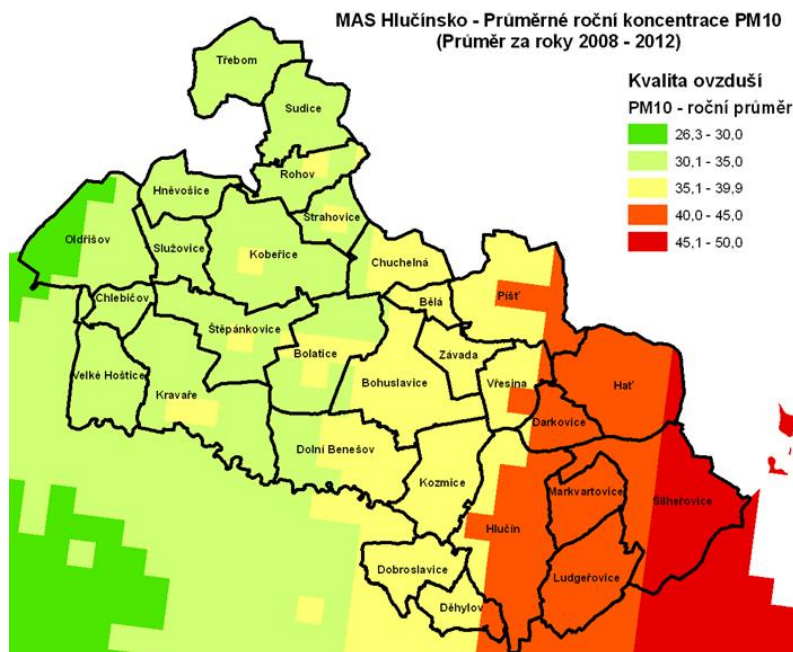 MAS Hlučínsko - Průměrné roční koncentrace PM10
(Průměr za roky 2008 - 2012)
Kvalita ovzduší
PM10 - roční průměr
26,3 - 30,0
30,1 - 35,0
35,1 - 39,9
40,0 - 45,0
45,1 - 50,0
Třebom
Sudice
Rohov
Hněvošice
Strahovice
Oldřišov
Služovice
Kobeřice
Chuchelná
Chlebičov
Bělá
Píšť
Štěpánkovice
Bolatice
Závada
Velké Hoštice
Kravaře
Bohuslavice
Vřesina
Hať
Darkovice
Dolní Benešov
Kozmice
Markvartovice
Šilheřovice
Hlučín
Dobroslavice
Ludgeřovice
Děhylov